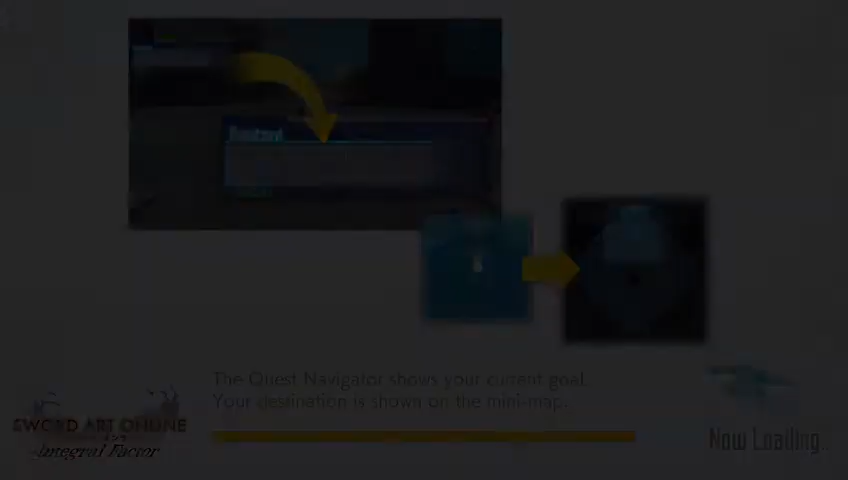 The Quest Navigator shows your current goal.
Your destination is shown on the mini-map.
SWORD ART ONLINE
Integral Factor
Now Loading..